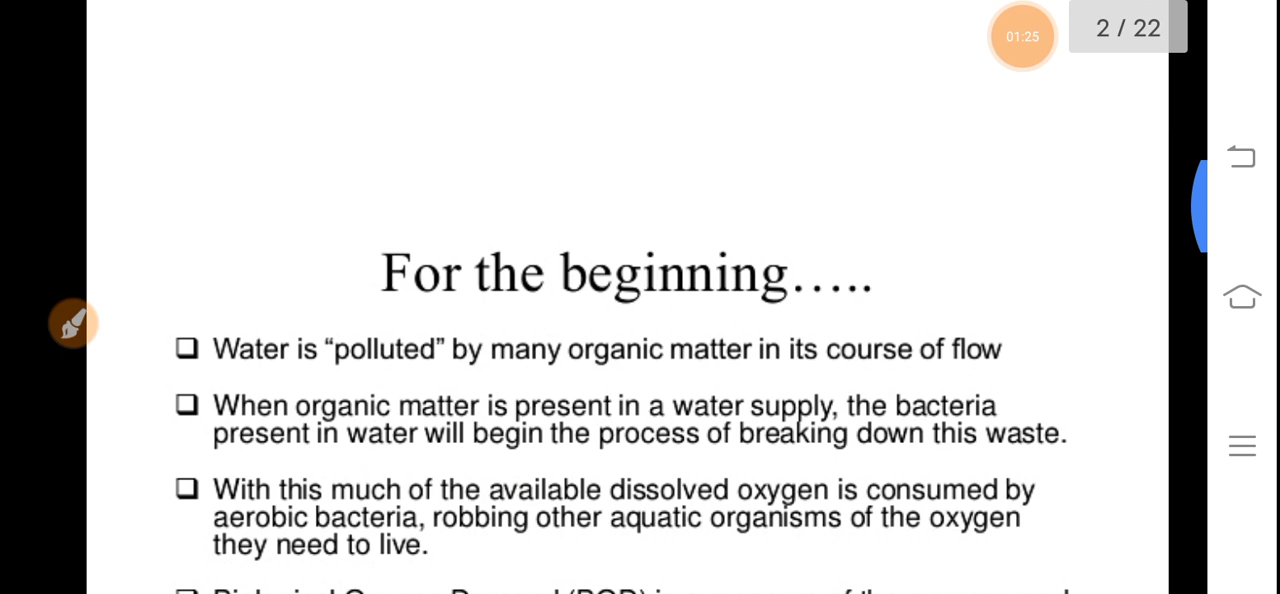 01:25
2 / 22
For the beginning.....
❑ Water is “polluted” by many organic matter in its course of flow
❑ When organic matter is present in a water supply, the bacteria
present in water will begin the process of breaking down this waste.
❑ With this much of the available dissolved oxygen is consumed by
aerobic bacteria, robbing other aquatic organisms of the oxygen
they need to live.